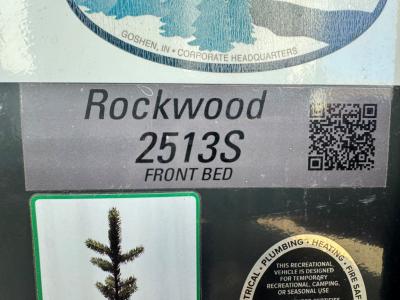 GOSHEN, IN • CORPORATE HEADQUARTERS
Rockwood
2513S
FRONT BED
ELECTRICAL • PLUMBING • HEATING • FIRE SAFETY
THIS RECREATIONAL
VEHICLE IS DESIGNED
FOR TEMPORARY
RECREATIONAL, CAMPING,
OR SEASONAL USE